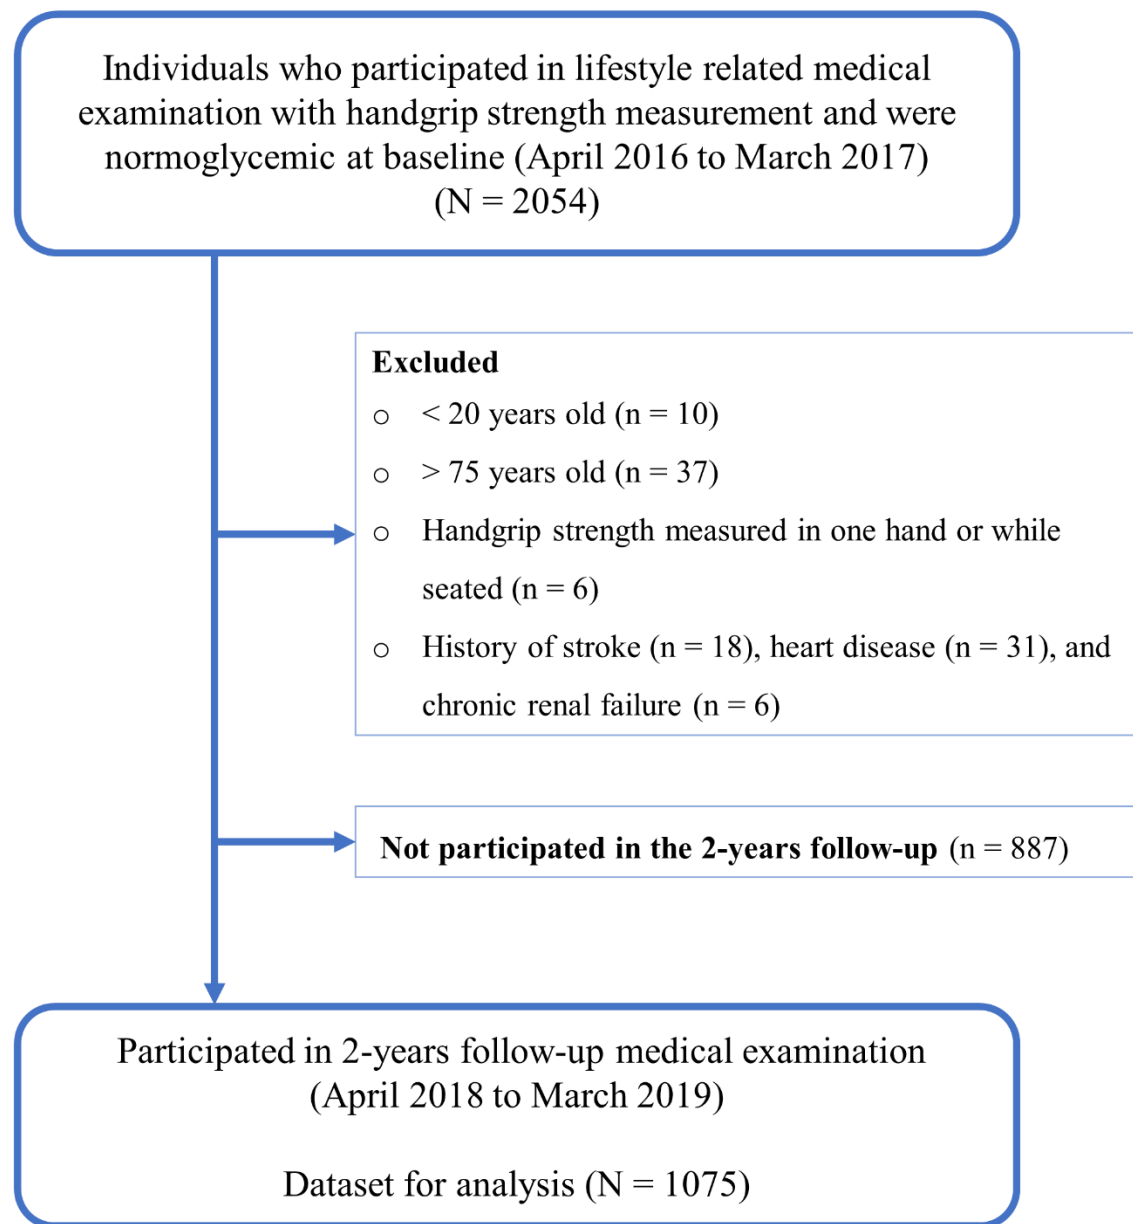 Individuals who participated in lifestyle related medical
examination with handgrip strength measurement and were
normoglycemic at baseline (April 2016 to March 2017)
(N = 2054)
Excluded
o < 20 years old (n = 10)
o > 75 years old (n = 37)
o Handgrip strength measured in one hand or while
seated (n = 6)
o History of stroke (n = 18), heart disease (n = 31), and
chronic renal failure (n = 6)
Not participated in the 2-years follow-up (n = 887)
Participated in 2-years follow-up medical examination
(April 2018 to March 2019)
Dataset for analysis (N = 1075)